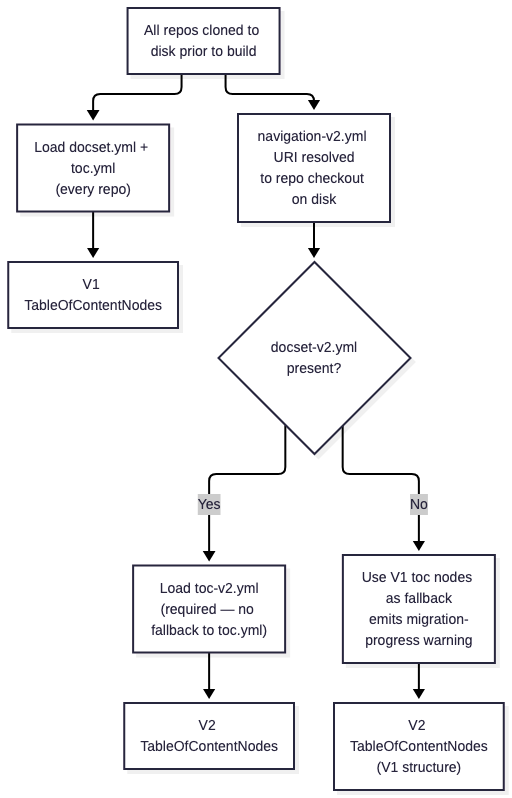 All repos cloned to
disk prior to build
Load docset.yml +
toc.yml
(every repo)
navigation-v2.yml
URI resolved
to repo checkout
on disk
V1
TableOfContentNodes
docset-v2.yml
present?
Yes
No
Load toc-v2.yml
(required — no
fallback to toc.yml)
Use V1 toc nodes
as fallback
emits migration-
progress warning
V2
TableOfContentNodes
V2
TableOfContentNodes
(V1 structure)